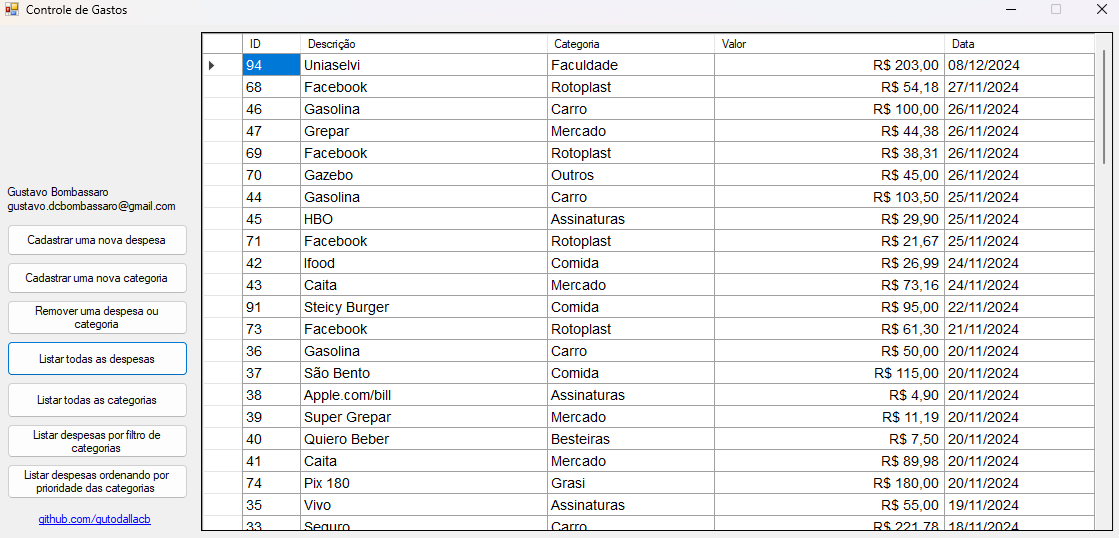 Controle de Gastos
Gustavo Bombassaro
gustavo.dcbombassaro@gmail.com
Cadastrar uma nova despesa
Cadastrar uma nova categoria
Remover uma despesa ou
categoria
Listar todas as despesas
Listar todas as categorias
Listar despesas por filtro de
categorias
Listar despesas ordenando por
prioridade das categorias
github.com/gutodallacb
ID Descrição Categoria Valor Data
94 Uniaselvi Faculdade R$ 203,00 08/12/2024
68 Facebook Rotoplast R$ 54,18 27/11/2024
46 Gasolina Carro R$ 100,00 26/11/2024
47 Grepar Mercado R$ 44,38 26/11/2024
69 Facebook Rotoplast R$ 38,31 26/11/2024
70 Gazebo Outros R$ 45,00 26/11/2024
44 Gasolina Carro R$ 103,50 25/11/2024
45 HBO Assinaturas R$ 29,90 25/11/2024
71 Facebook Rotoplast R$ 21,67 25/11/2024
42 Ifood Comida R$ 26,99 24/11/2024
43 Caita Mercado R$ 73,16 24/11/2024
91 Steicy Burger Comida R$ 95,00 22/11/2024
73 Facebook Rotoplast R$ 61,30 21/11/2024
36 Gasolina Carro R$ 50,00 20/11/2024
37 São Bento Comida R$ 115,00 20/11/2024
38 Apple.com/bill Assinaturas R$ 4,90 20/11/2024
39 Super Grepar Mercado R$ 11,19 20/11/2024
40 Quiero Beber Besteiras R$ 7,50 20/11/2024
41 Caita Mercado R$ 89,98 20/11/2024
74 Pix 180 Grasi R$ 180,00 20/11/2024
35 Vivo Assinaturas R$ 55,00 19/11/2024
33 Seguro Carro R$ 221,78 18/11/2024